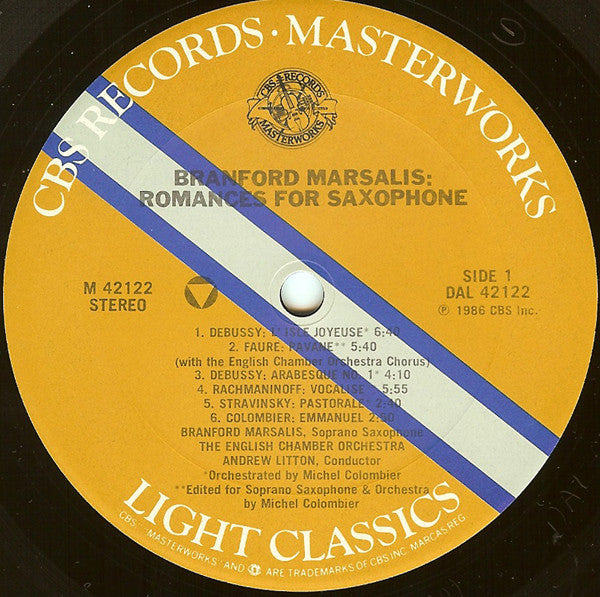 CBS RECORDS · MASTERWORKS
CBS RECORDS
MASTERWORKS
BRANFORD MARSALIS:
ROMANCES FOR SAXOPHONE
M 42122
STEREO
SIDE 1
DAL 42122
℗ 1986 CBS Inc.
1. DEBUSSY: L' ISLE JOYEUSE* 6:40
2. FAURE: PAVANE** 5:40
(with the English Chamber Orchestra Chorus)
3. DEBUSSY: ARABESQUE NO. 1* 4:10
4. RACHMANINOFF: VOCALISE* 5:55
5. STRAVINSKY: PASTORALE* 2:40
6. COLOMBIER: EMMANUEL 2:50
BRANFORD MARSALIS, Soprano Saxophone
THE ENGLISH CHAMBER ORCHESTRA
ANDREW LITTON, Conductor
*Orchestrated by Michel Colombier
**Edited for Soprano Saxophone & Orchestra
by Michel Colombier
LIGHT CLASSICS
CBS, "MASTERWORKS" AND ARE TRADEMARKS OF CBS INC. MARCAS REG.